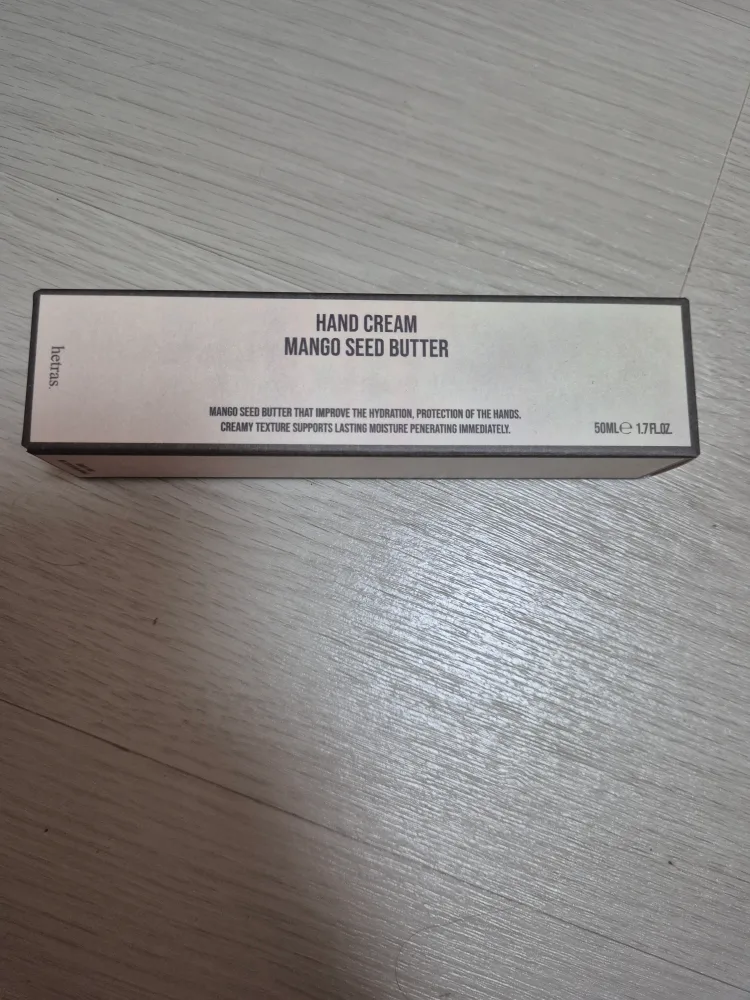 HAND CREAM
MANGO SEED BUTTER
hetras.
MANGO SEED BUTTER THAT IMPROVE THE HYDRATION, PROTECTION OF THE HANDS.
CREAMY TEXTURE SUPPORTS LASTING MOISTURE PENERATING IMMEDIATELY.
50ML℮ 1.7 FL.OZ.